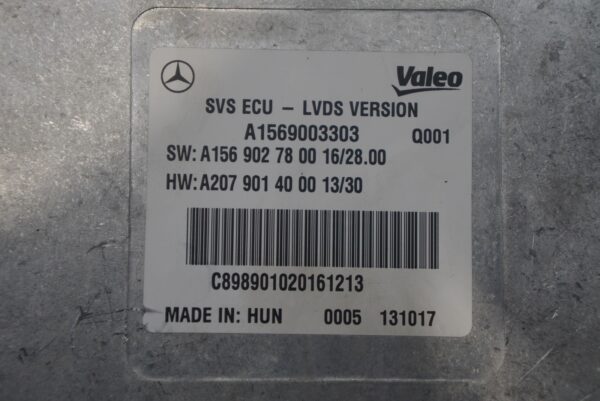 Valeo
SVS ECU – LVDS VERSION
A1569003303 Q001
SW: A156 902 78 00 16/28.00
HW: A207 901 40 00 13/30
C898901020161213
MADE IN: HUN 0005 131017